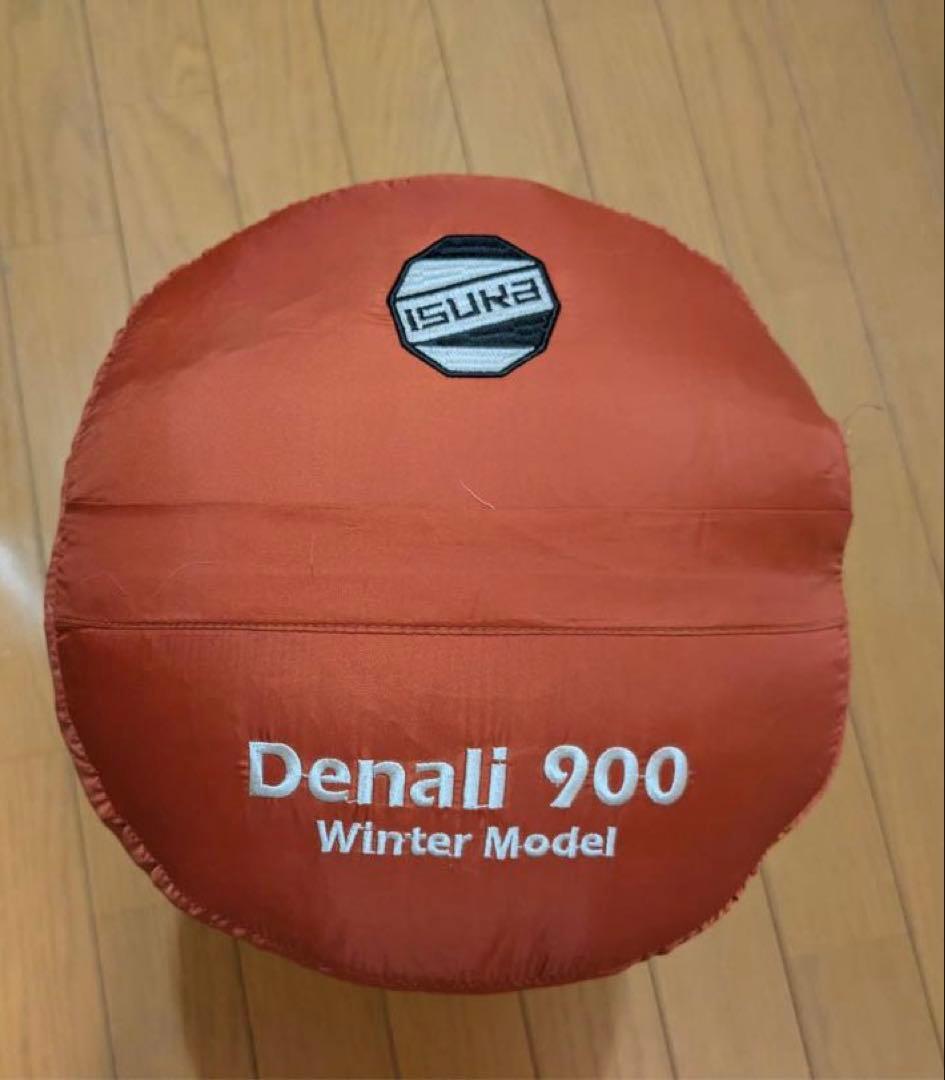 ISUKA
Denali 900
Winter Model